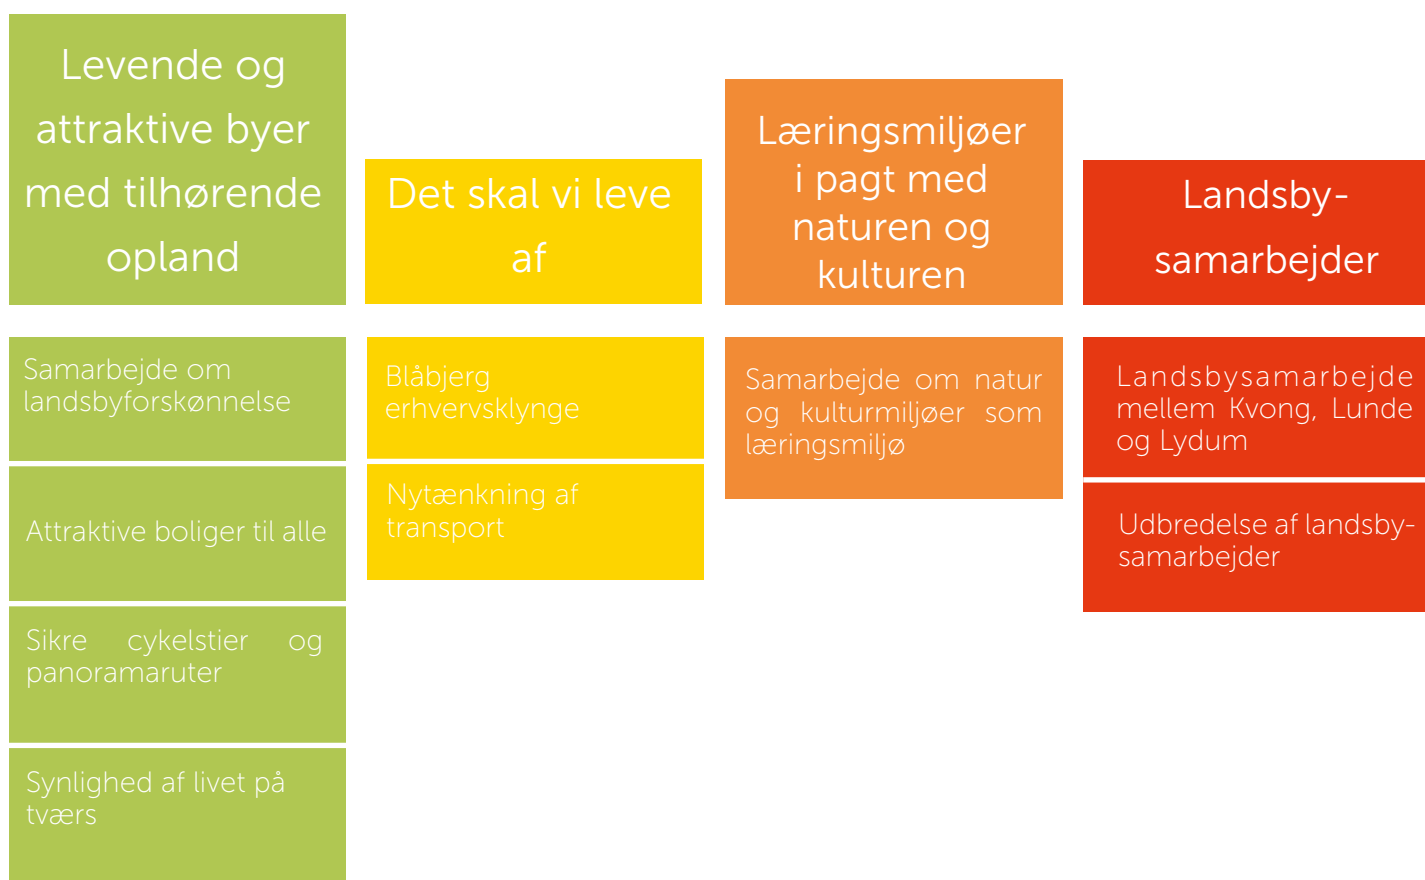 Levende og
attraktive byer
med tilhørende
opland
Det skal vi leve
af
Læringsmiljøer
i pagt med
naturen og
kulturen
Landsby-
samarbejder
Samarbejde om
landsbyforskønnelse
Attraktive boliger til alle
Sikre cykelstier og
panoramaruter
Synlighed af livet på
tværs
Blåbjerg
erhvervsklynge
Nytænkning af
transport
Samarbejde om natur
og kulturmiljøer som
læringsmiljø
Landsbysamarbejde
mellem Kvong, Lunde
og Lydum
Udbredelse af landsby-
samarbejder